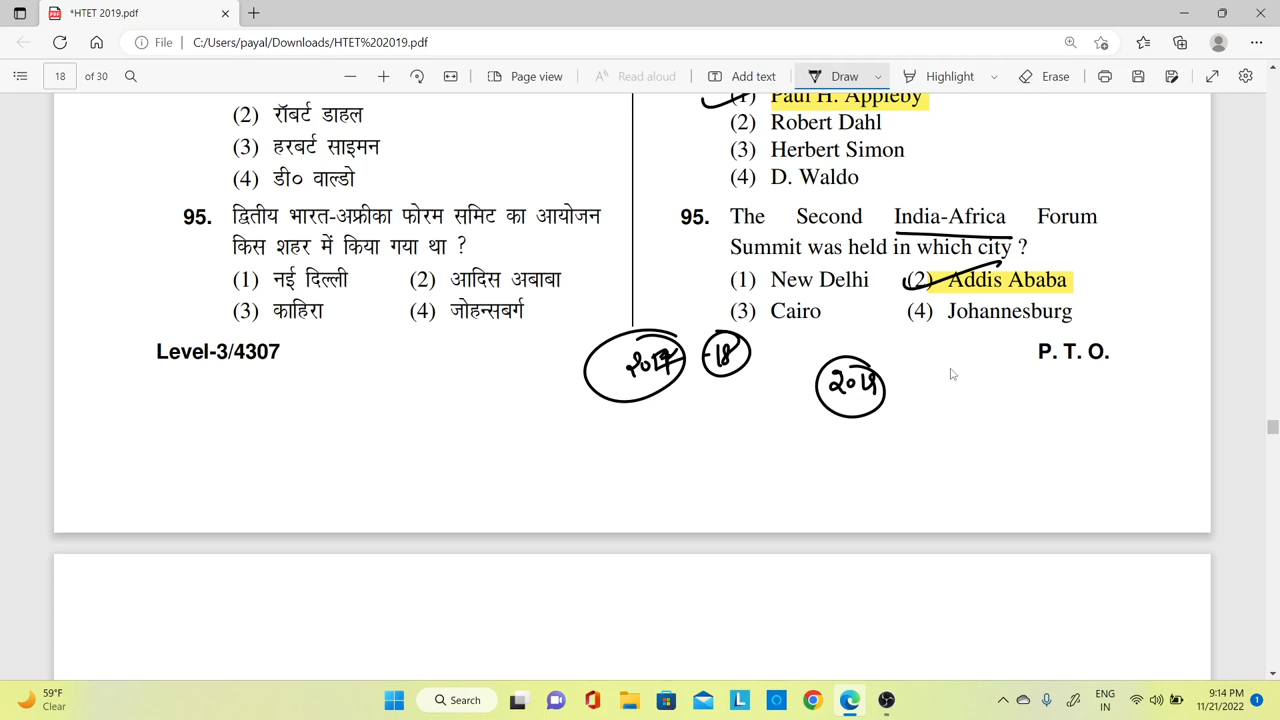 *HTET 2019.pdf
File C:/Users/payal/Downloads/HTET%202019.pdf
18 of 30 Page view Read aloud Add text Draw Highlight Erase
(2) रॉबर्ट डाहल
(3) हरबर्ट साइमन
(4) डी० वाल्डो
95. द्वितीय भारत-अफ्रीका फोरम समिट का आयोजन
किस शहर में किया गया था ?
(1) नई दिल्ली (2) आदिस अबाबा
(3) काहिरा (4) जोहन्सबर्ग
Level-3/4307
(1) Paul H. Appleby
(2) Robert Dahl
(3) Herbert Simon
(4) D. Waldo
95. The Second India-Africa Forum
Summit was held in which city ?
(1) New Delhi (2) Addis Ababa
(3) Cairo (4) Johannesburg
P. T. O.
-18
59°F
Clear
Search
ENG
IN
9:14 PM
11/21/2022
1